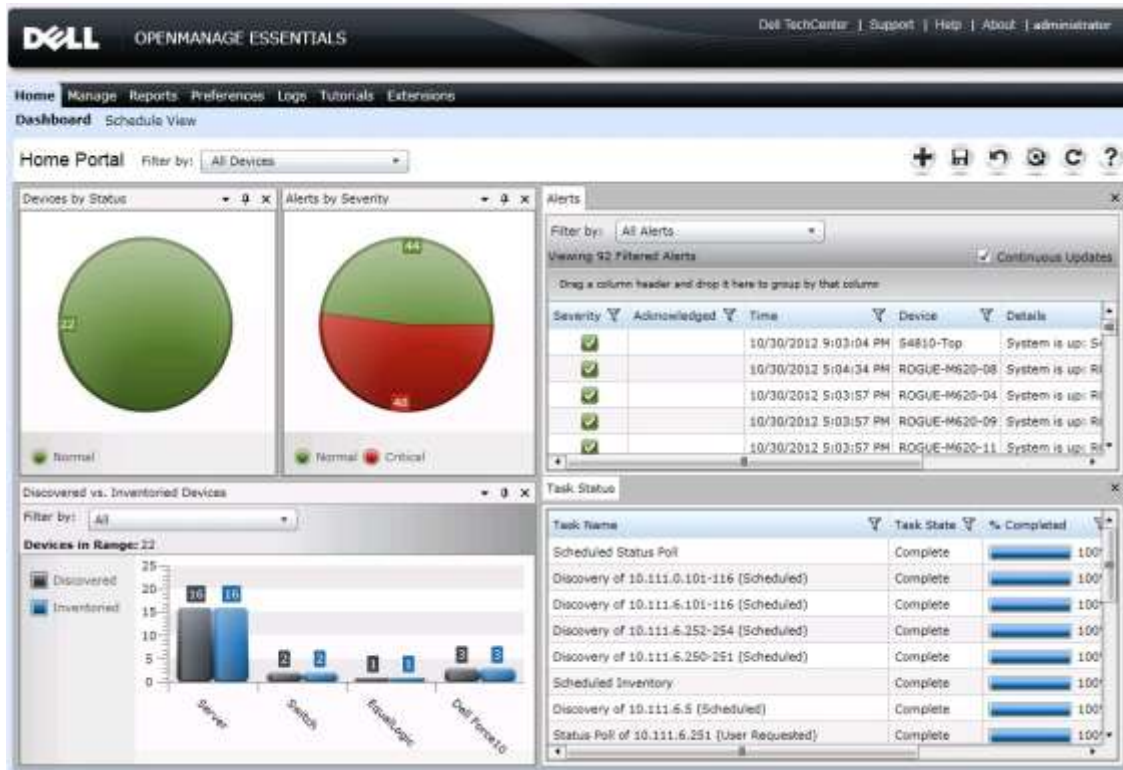 DELL OPENMANAGE ESSENTIALS
Dell TechCenter | Support | Help | About | administrator
Home Manage Reports Preferences Logs Tutorials Extensions
Dashboard Schedule View
Home Portal Filter by: All Devices
Devices by Status
22
Normal
Alerts by Severity
44
48
Normal Critical
Alerts
Filter by: All Alerts
Viewing 92 Filtered Alerts Continuous Updates
Drag a column header and drop it here to group by that column
Severity Acknowledged Time Device Details
10/30/2012 9:03:04 PM S4810-Top System is up:
10/30/2012 5:04:34 PM ROGUE-M620-08 System is up:
10/30/2012 5:03:57 PM ROGUE-M620-04 System is up:
10/30/2012 5:03:57 PM ROGUE-M620-09 System is up:
10/30/2012 5:03:57 PM ROGUE-M620-11 System is up:
Discovered vs. Inventoried Devices
Filter by: All
Devices in Range: 22
Discovered
Inventoried
25
20
15
10
5
0
16 16
2 2
1 1
3 3
Server
Switch
EqualLogic
Dell Force10
Task Status
Task Name Task State % Completed
Scheduled Status Poll Complete 100%
Discovery of 10.111.0.101-116 (Scheduled) Complete 100%
Discovery of 10.111.6.101-116 (Scheduled) Complete 100%
Discovery of 10.111.6.252-254 (Scheduled) Complete 100%
Discovery of 10.111.6.250-251 (Scheduled) Complete 100%
Scheduled Inventory Complete 100%
Discovery of 10.111.6.5 (Scheduled) Complete 100%
Status Poll of 10.111.6.251 (User Requested) Complete 100%